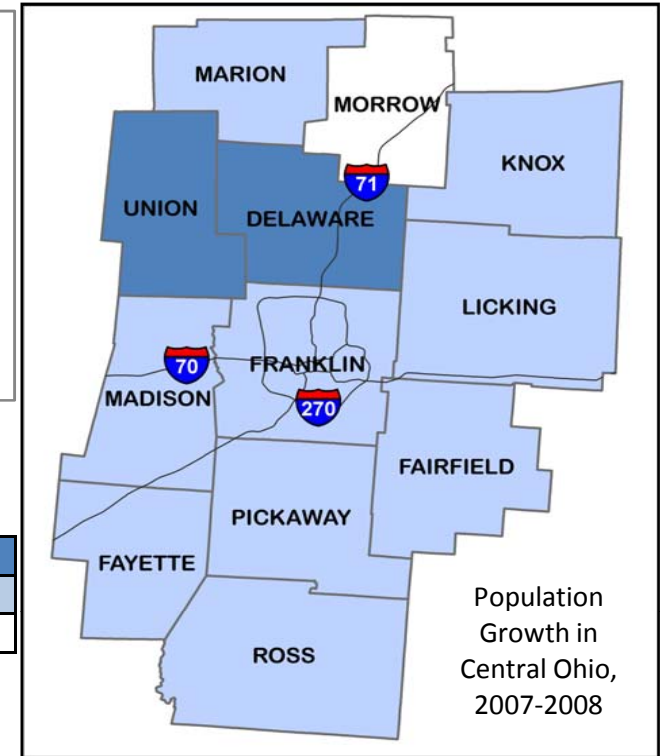 MARION
MORROW
KNOX
71
UNION
DELAWARE
LICKING
70
FRANKLIN
MADISON
270
FAIRFIELD
PICKAWAY
FAYETTE
ROSS
Population
Growth in
Central Ohio,
2007-2008